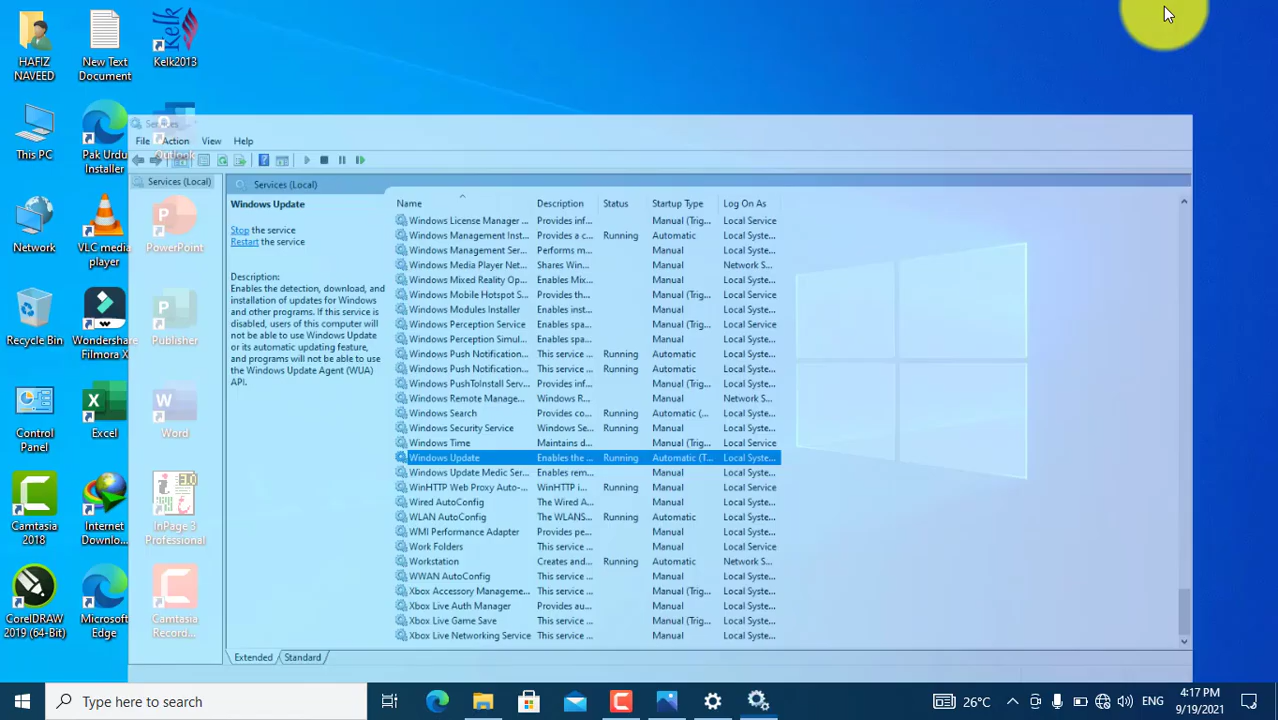 HAFIZ
NAVEED
New Text
Document
Kelk
Kelk2013
This PC
Pak Urdu
Installer
Outlook
Network
VLC media
player
PowerPoint
Recycle Bin
Wondershare
Filmora X
Publisher
Control
Panel
Excel
Word
Camtasia
2018
Internet
Downlo...
InPage 3
Professional
CorelDRAW
2019 (64-Bit)
Microsoft
Edge
Camtasia
Record...
Services
File Action View Help
Services (Local)
Services (Local)
Windows Update
Stop the service
Restart the service
Description:
Enables the detection, download, and
installation of updates for Windows
and other programs. If this service is
disabled, users of this computer will
not be able to use Windows Update
or its automatic updating feature,
and programs will not be able to use
the Windows Update Agent (WUA)
API.
Name Description Status Startup Type Log On As
Windows License Manager ... Provides inf... Manual (Trig... Local Service
Windows Management Inst... Provides a c... Running Automatic Local Syste...
Windows Management Ser... Performs m... Manual Local Syste...
Windows Media Player Net... Shares Win... Manual Network S...
Windows Mixed Reality Op... Enables Mix... Manual Local Syste...
Windows Mobile Hotspot S... Provides th... Manual (Trig... Local Service
Windows Modules Installer Enables inst... Manual Local Syste...
Windows Perception Service Enables spa... Manual (Trig... Local Service
Windows Perception Simul... Enables spa... Manual Local Syste...
Windows Push Notification... This service ... Running Automatic Local Syste...
Windows Push Notification... This service ... Running Automatic Local Syste...
Windows PushToInstall Serv... Provides inf... Manual (Trig... Local Syste...
Windows Remote Manage... Windows R... Manual Network S...
Windows Search Provides co... Running Automatic (... Local Syste...
Windows Security Service Windows Se... Running Manual Local Syste...
Windows Time Maintains d... Manual (Trig... Local Service
Windows Update Enables the ... Running Automatic (T... Local Syste...
Windows Update Medic Ser... Enables rem... Manual Local Syste...
WinHTTP Web Proxy Auto-... WinHTTP i... Running Manual Local Service
Wired AutoConfig The Wired A... Manual Local Syste...
WLAN AutoConfig The WLANS... Running Automatic Local Syste...
WMI Performance Adapter Provides pe... Manual Local Syste...
Work Folders This service ... Manual Local Service
Workstation Creates and... Running Automatic Network S...
WWAN AutoConfig This service ... Manual Local Syste...
Xbox Accessory Manageme... This service ... Manual (Trig... Local Syste...
Xbox Live Auth Manager Provides au... Manual Local Syste...
Xbox Live Game Save This service ... Manual (Trig... Local Syste...
Xbox Live Networking Service This service ... Manual Local Syste...
Extended Standard
Type here to search
26°C
ENG
4:17 PM
9/19/2021